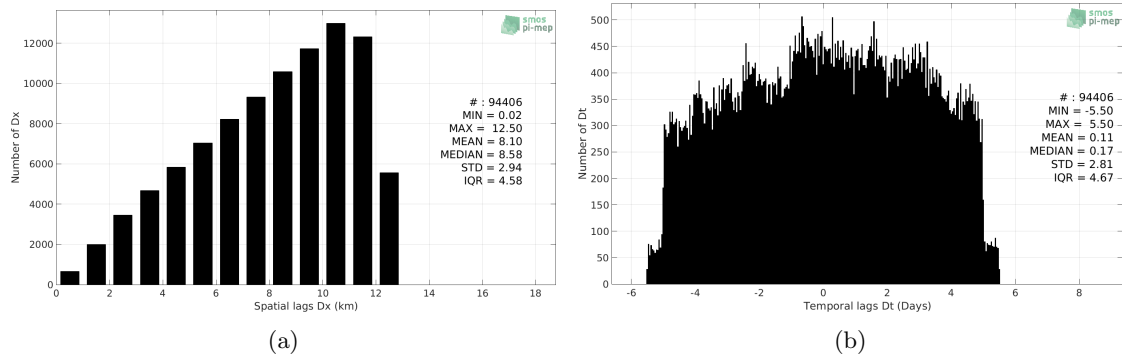 smos
pi-mep
12000
10000
8000
6000
4000
2000
0
Number of Dx
# : 94406
MIN = 0.02
MAX = 12.50
MEAN = 8.10
MEDIAN = 8.58
STD = 2.94
IQR = 4.58
0 2 4 6 8 10 12 14 16 18
Spatial lags Dx (km)
(a)
smos
pi-mep
500
450
400
350
300
250
200
150
100
50
0
Number of Dt
# : 94406
MIN = -5.50
MAX = 5.50
MEAN = 0.11
MEDIAN = 0.17
STD = 2.81
IQR = 4.67
-6 -4 -2 0 2 4 6 8
Temporal lags Dt (Days)
(b)